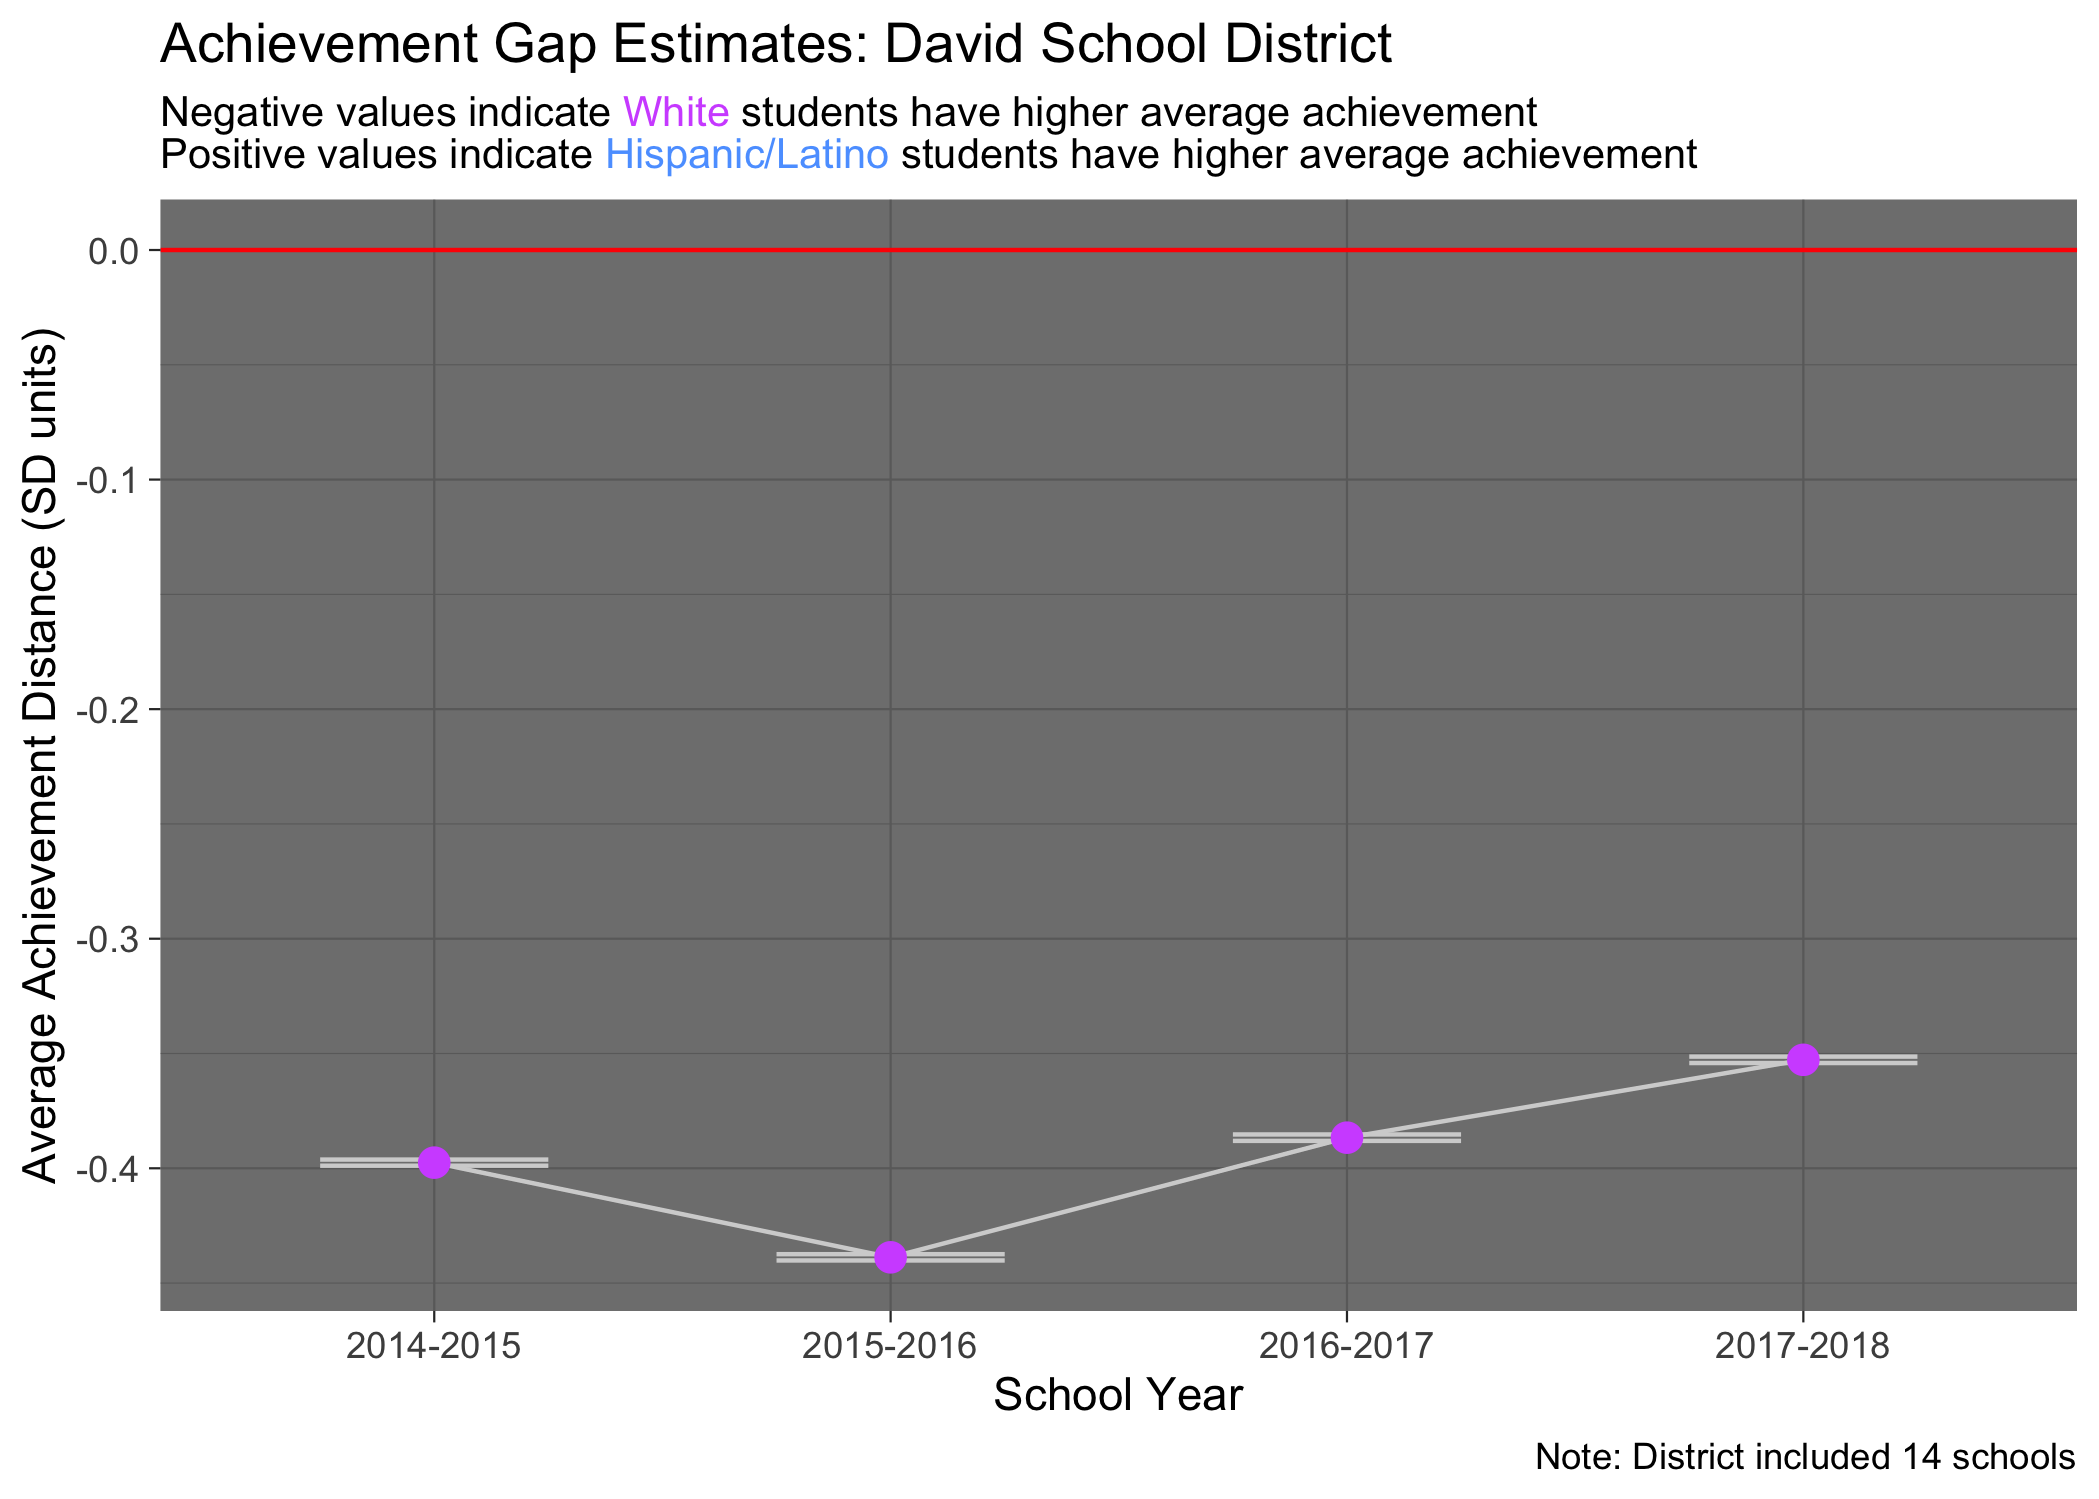 Achievement Gap Estimates: David School District
Negative values indicate White students have higher average achievement
Positive values indicate Hispanic/Latino students have higher average achievement
Average Achievement Distance (SD units)
0.0
-0.1
-0.2
-0.3
-0.4
2014-2015 2015-2016 2016-2017 2017-2018
School Year
Note: District included 14 schools